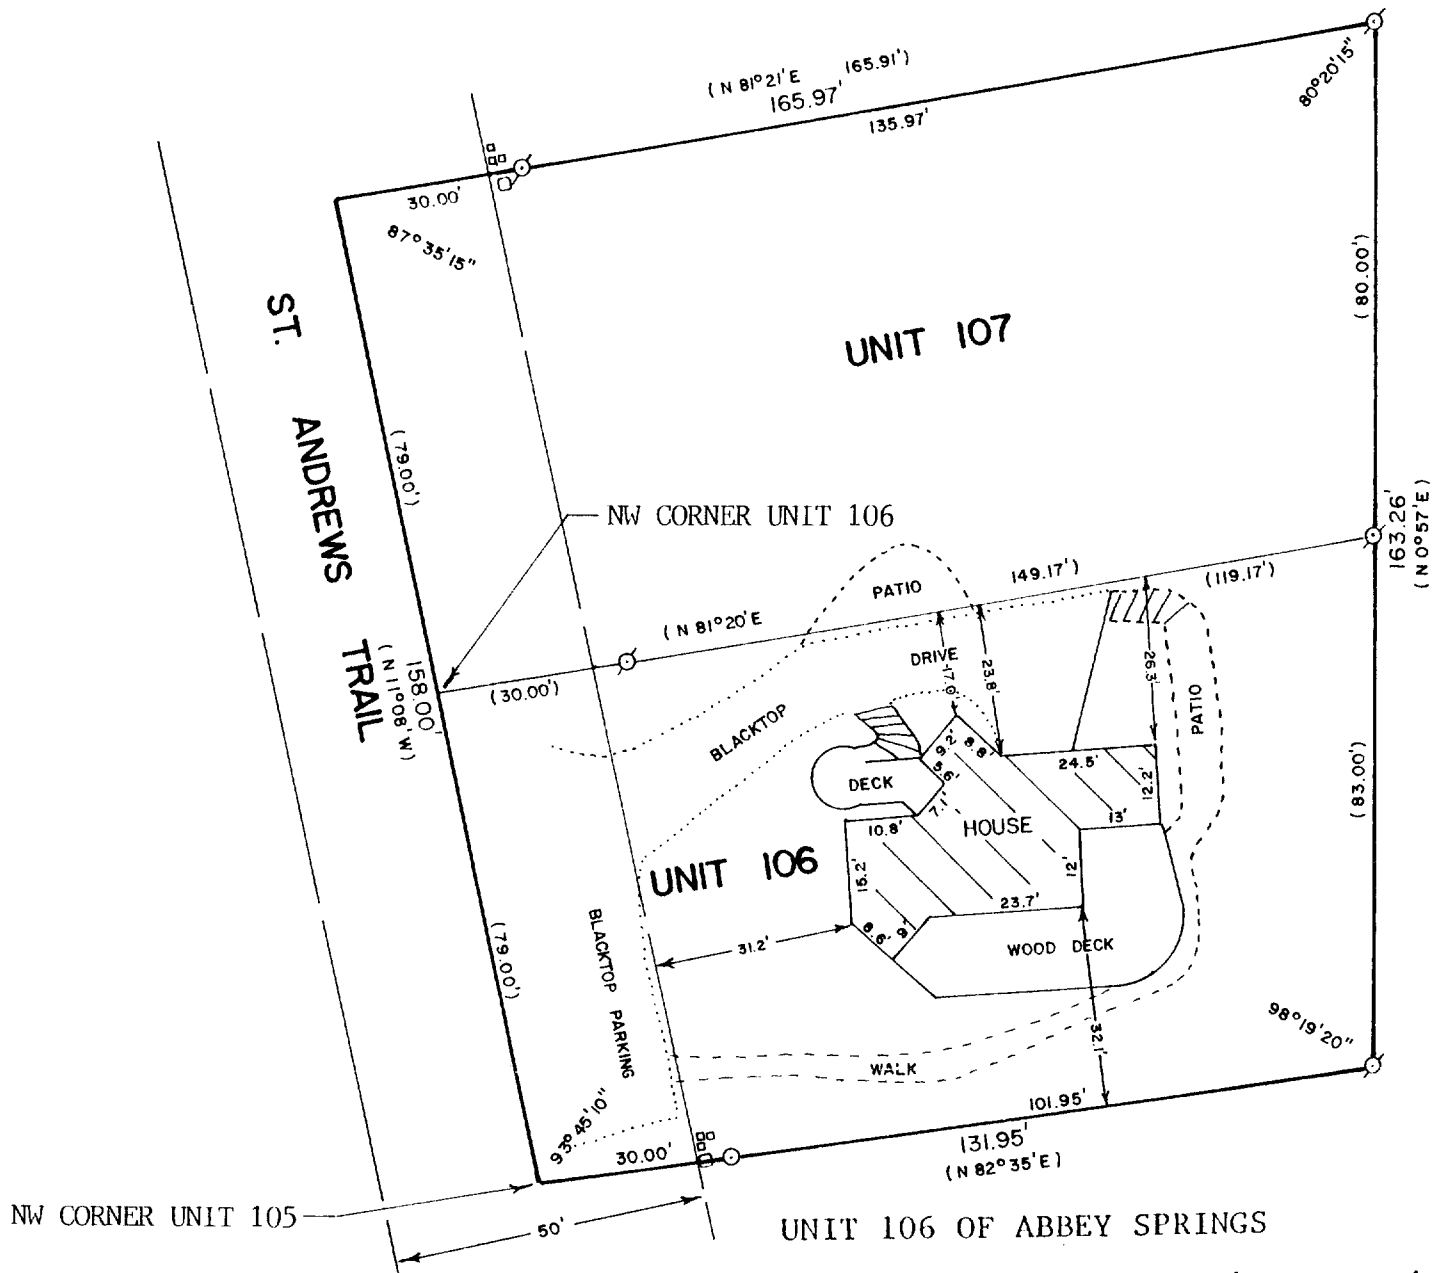 ( N 81°21'E 165.91')
165.97'
135.97'
80°20'15"
30.00'
87°35'15"
ST. ANDREWS TRAIL
UNIT 107
(80.00')
(79.00')
NW CORNER UNIT 106
163.26'
(N 0°57'E)
PATIO
149.17')
(119.17')
( N 81°20'E
(30.00')
158.00'
( N 11°08'W)
DRIVE
17.0'
23.8'
26.3'
PATIO
BLACKTOP
9.2'
8.8'
5.6'
7.1'
24.5'
12.2'
DECK
13'
10.8'
HOUSE
(83.00')
UNIT 106
15.2'
12'
23.7'
8.6'
9'
31.2'
WOOD DECK
(79.00')
BLACKTOP PARKING
98°19'20"
32.1'
WALK
93°45'10"
101.95'
30.00'
131.95'
(N 82°35'E)
NW CORNER UNIT 105
50'
UNIT 106 OF ABBEY SPRINGS